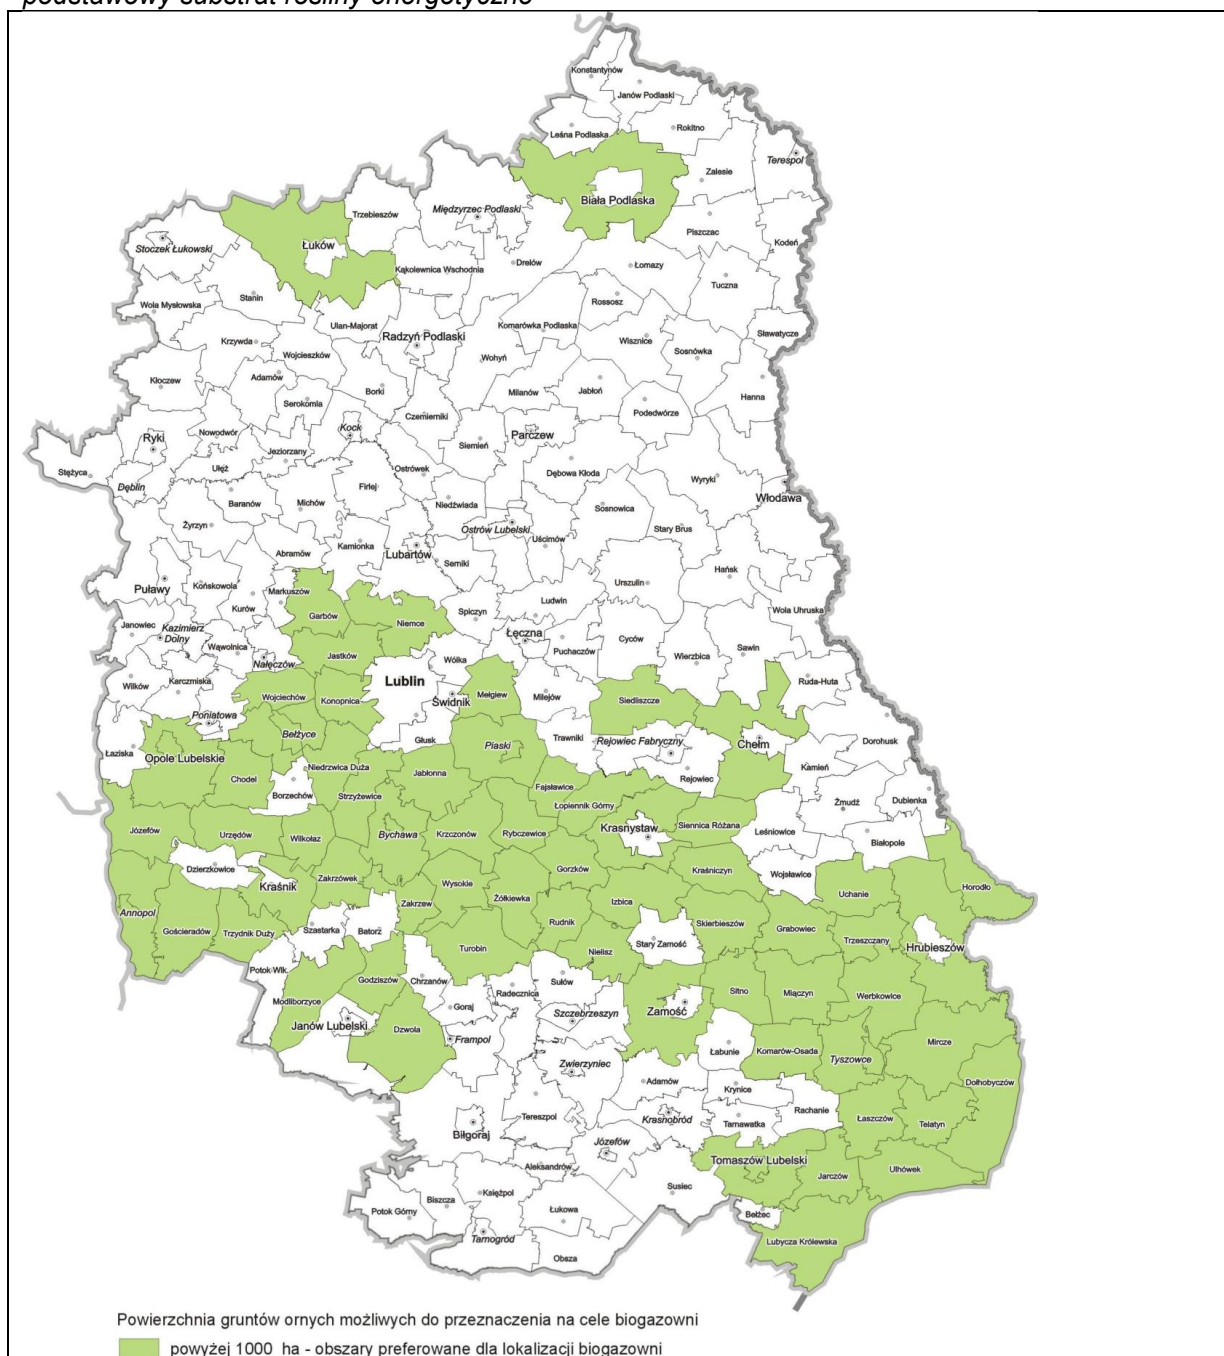 podstawowy substrat rośliny energetyczne
Konstantynów
Janów Podlaski
Leśna Podlaska
Rokitno
Terespol
Zalesie
Biała Podlaska
Trzebieszów
Międzyrzec Podlaski
Piszczac
Kodeń
Stoczek Łukowski
Łuków
Drelów
Łomazy
Kąkolewnica Wschodnia
Tuczna
Wola Mysłowska
Stanin
Rossosz
Ulan-Majorat
Komarówka Podlaska
Sławatycze
Krzywda
Radzyń Podlaski
Wisznice
Sosnówka
Wojcieszków
Wohyń
Kłoczew
Adamów
Borki
Milanów
Jabłoń
Hanna
Serokomla
Czemierniki
Podedwórze
Ryki
Nowodwór
Kock
Siemień
Parczew
Jeziorzany
Stężyca
Ułęż
Ostrówek
Dębowa Kłoda
Dęblin
Firlej
Wyryki
Baranów
Michów
Niedźwiada
Sosnowica
Włodawa
Żyrzyn
Ostrów Lubelski
Stary Brus
Abramów
Kamionka
Lubartów
Uścimów
Serniki
Hańsk
Puławy
Końskowola
Markuszów
Urszulin
Kurów
Garbów
Niemce
Spiczyn
Ludwin
Wola Uhruska
Janowiec
Kazimierz
Dolny
Łęczna
Cyców
Wąwolnica
Nałęczów
Jastków
Wólka
Puchaczów
Wierzbica
Sawin
Wilków
Karczmiska
Lublin
Ruda-Huta
Wojciechów
Konopnica
Świdnik
Mełgiew
Milejów
Siedliszcze
Poniatowa
Bełżyce
Głusk
Piaski
Trawniki
Rejowiec Fabryczny
Chełm
Dorohusk
Łaziska
Opole Lubelskie
Niedrzwica Duża
Kamień
Chodel
Jabłonna
Rejowiec
Borzechów
Strzyżewice
Fajsławice
Żmudź
Dubienka
Łopiennik Górny
Józefów
Urzędów
Wilkołaz
Bychawa
Krzczonów
Rybczewice
Krasnystaw
Siennica Różana
Leśniowice
Białopole
Dzierzkowice
Zakrzówek
Gorzków
Kraśniczyn
Wojsławice
Kraśnik
Wysokie
Uchanie
Horodło
Annopol
Zakrzew
Żółkiewka
Izbica
Gościeradów
Trzydnik Duży
Szastarka
Batorz
Rudnik
Skierbieszów
Grabowiec
Trzeszczany
Hrubieszów
Turobin
Nielisz
Stary Zamość
Potok Wlk.
Godziszów
Chrzanów
Radecznica
Sułów
Sitno
Miączyn
Werbkowice
Modliborzyce
Goraj
Szczebrzeszyn
Zamość
Janów Lubelski
Dzwola
Frampol
Łabunie
Komarów-Osada
Tyszowce
Mircze
Zwierzyniec
Adamów
Krynice
Dołhobyczów
Tereszpol
Krasnobród
Tarnawatka
Rachanie
Łaszczów
Telatyn
Biłgoraj
Józefów
Tomaszów Lubelski
Aleksandrów
Jarczów
Ulhówek
Księżpol
Susiec
Biszcza
Potok Górny
Łukowa
Bełżec
Tarnogród
Lubycza Królewska
Obsza
Powierzchnia gruntów ornych możliwych do przeznaczenia na cele biogazowni
powyżej 1000 ha - obszary preferowane dla lokalizacji biogazowni